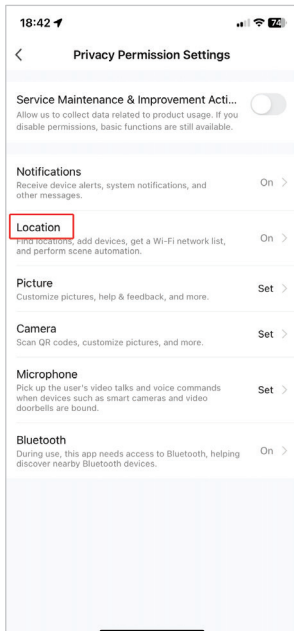 18:42
74
Privacy Permission Settings
Service Maintenance & Improvement Acti...
Allow us to collect data related to product usage. If you
disable permissions, basic functions are still available.
Notifications
Receive device alerts, system notifications, and
other messages.
On
Location
Find locations, add devices, get a Wi-Fi network list,
and perform scene automation.
On
Picture
Customize pictures, help & feedback, and more.
Set
Camera
Scan QR codes, customize pictures, and more.
Set
Microphone
Pick up the user's video talks and voice commands
when devices such as smart cameras and video
doorbells are bound.
Set
Bluetooth
During use, this app needs access to Bluetooth, helping
discover nearby Bluetooth devices.
On